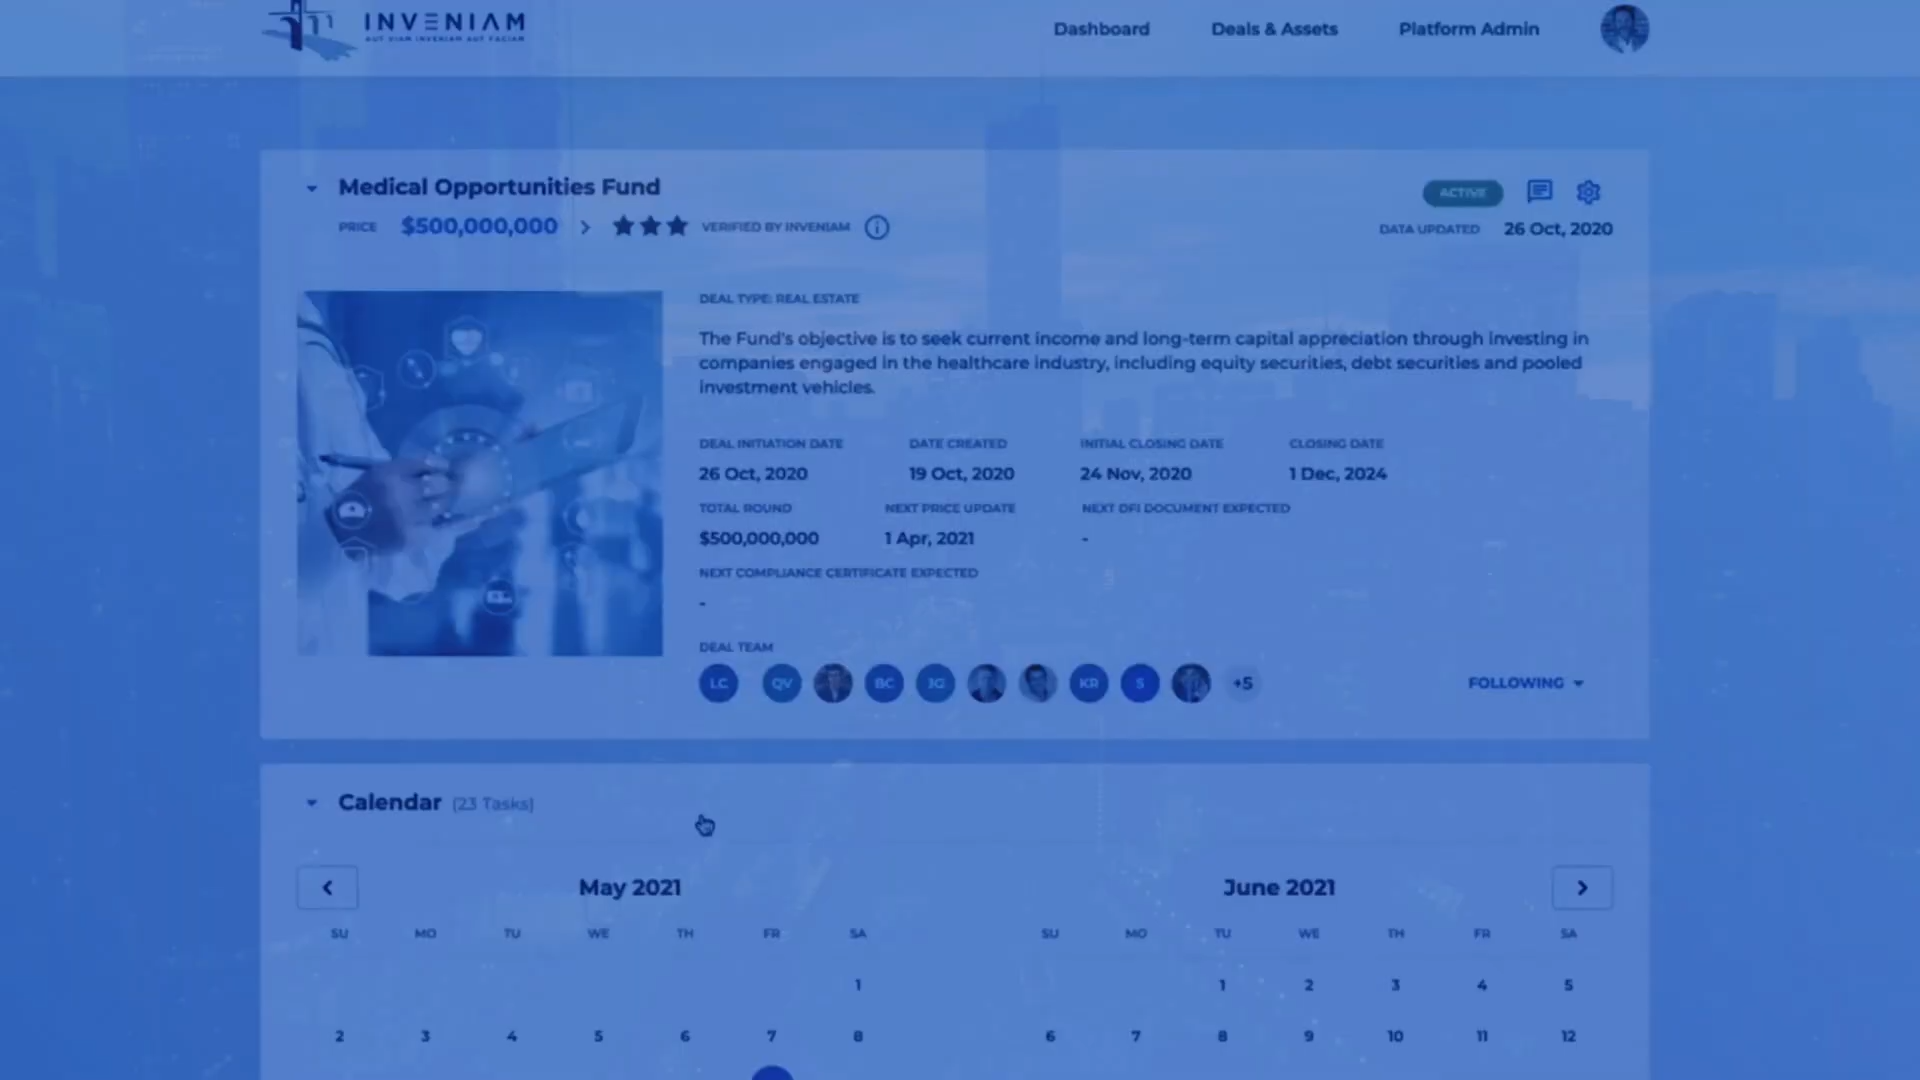 INVENIAM
AUT VIAM INVENIAM AUT FACIAM
Dashboard
Deals & Assets
Platform Admin
Medical Opportunities Fund
ACTIVE
PRICE $500,000,000 > VERIFIED BY INVENIAM
DATA UPDATED 26 Oct, 2020
DEAL TYPE: REAL ESTATE
The Fund's objective is to seek current income and long-term capital appreciation through investing in
companies engaged in the healthcare industry, including equity securities, debt securities and pooled
investment vehicles.
DEAL INITIATION DATE DATE CREATED INITIAL CLOSING DATE CLOSING DATE
26 Oct, 2020 19 Oct, 2020 24 Nov, 2020 1 Dec, 2024
TOTAL ROUND NEXT PRICE UPDATE NEXT DFI DOCUMENT EXPECTED
$500,000,000 1 Apr, 2021 -
NEXT COMPLIANCE CERTIFICATE EXPECTED
-
DEAL TEAM
LC QV BC JG KR S +5
FOLLOWING
Calendar (23 Tasks)
May 2021
SU MO TU WE TH FR SA
1
2 3 4 5 6 7 8
June 2021
SU MO TU WE TH FR SA
1 2 3 4 5
6 7 8 9 10 11 12